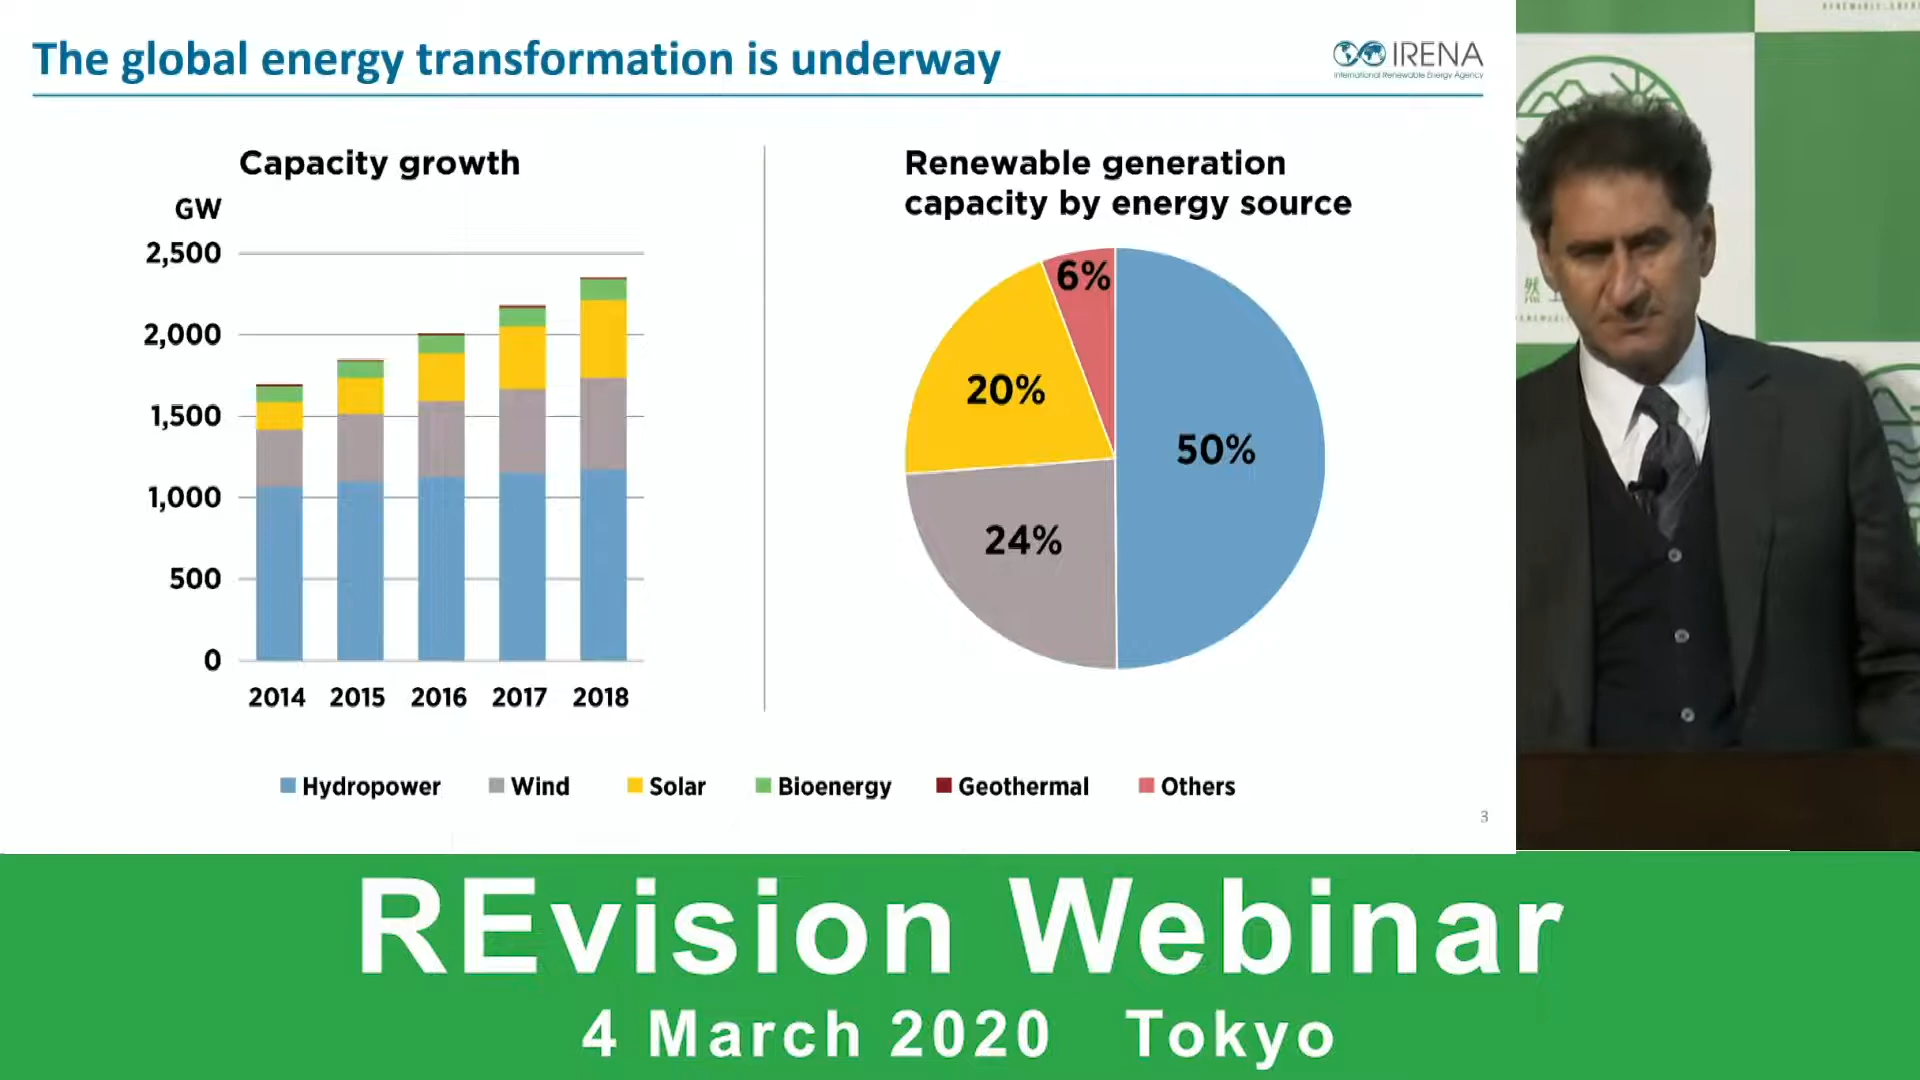 The global energy transformation is underway
IRENA
International Renewable Energy Agency
Capacity growth
GW
2,500
2,000
1,500
1,000
500
0
2014 2015 2016 2017 2018
Renewable generation
capacity by energy source
6%
20%
50%
24%
Hydropower Wind Solar Bioenergy Geothermal Others
3
REvision Webinar
4 March 2020 Tokyo